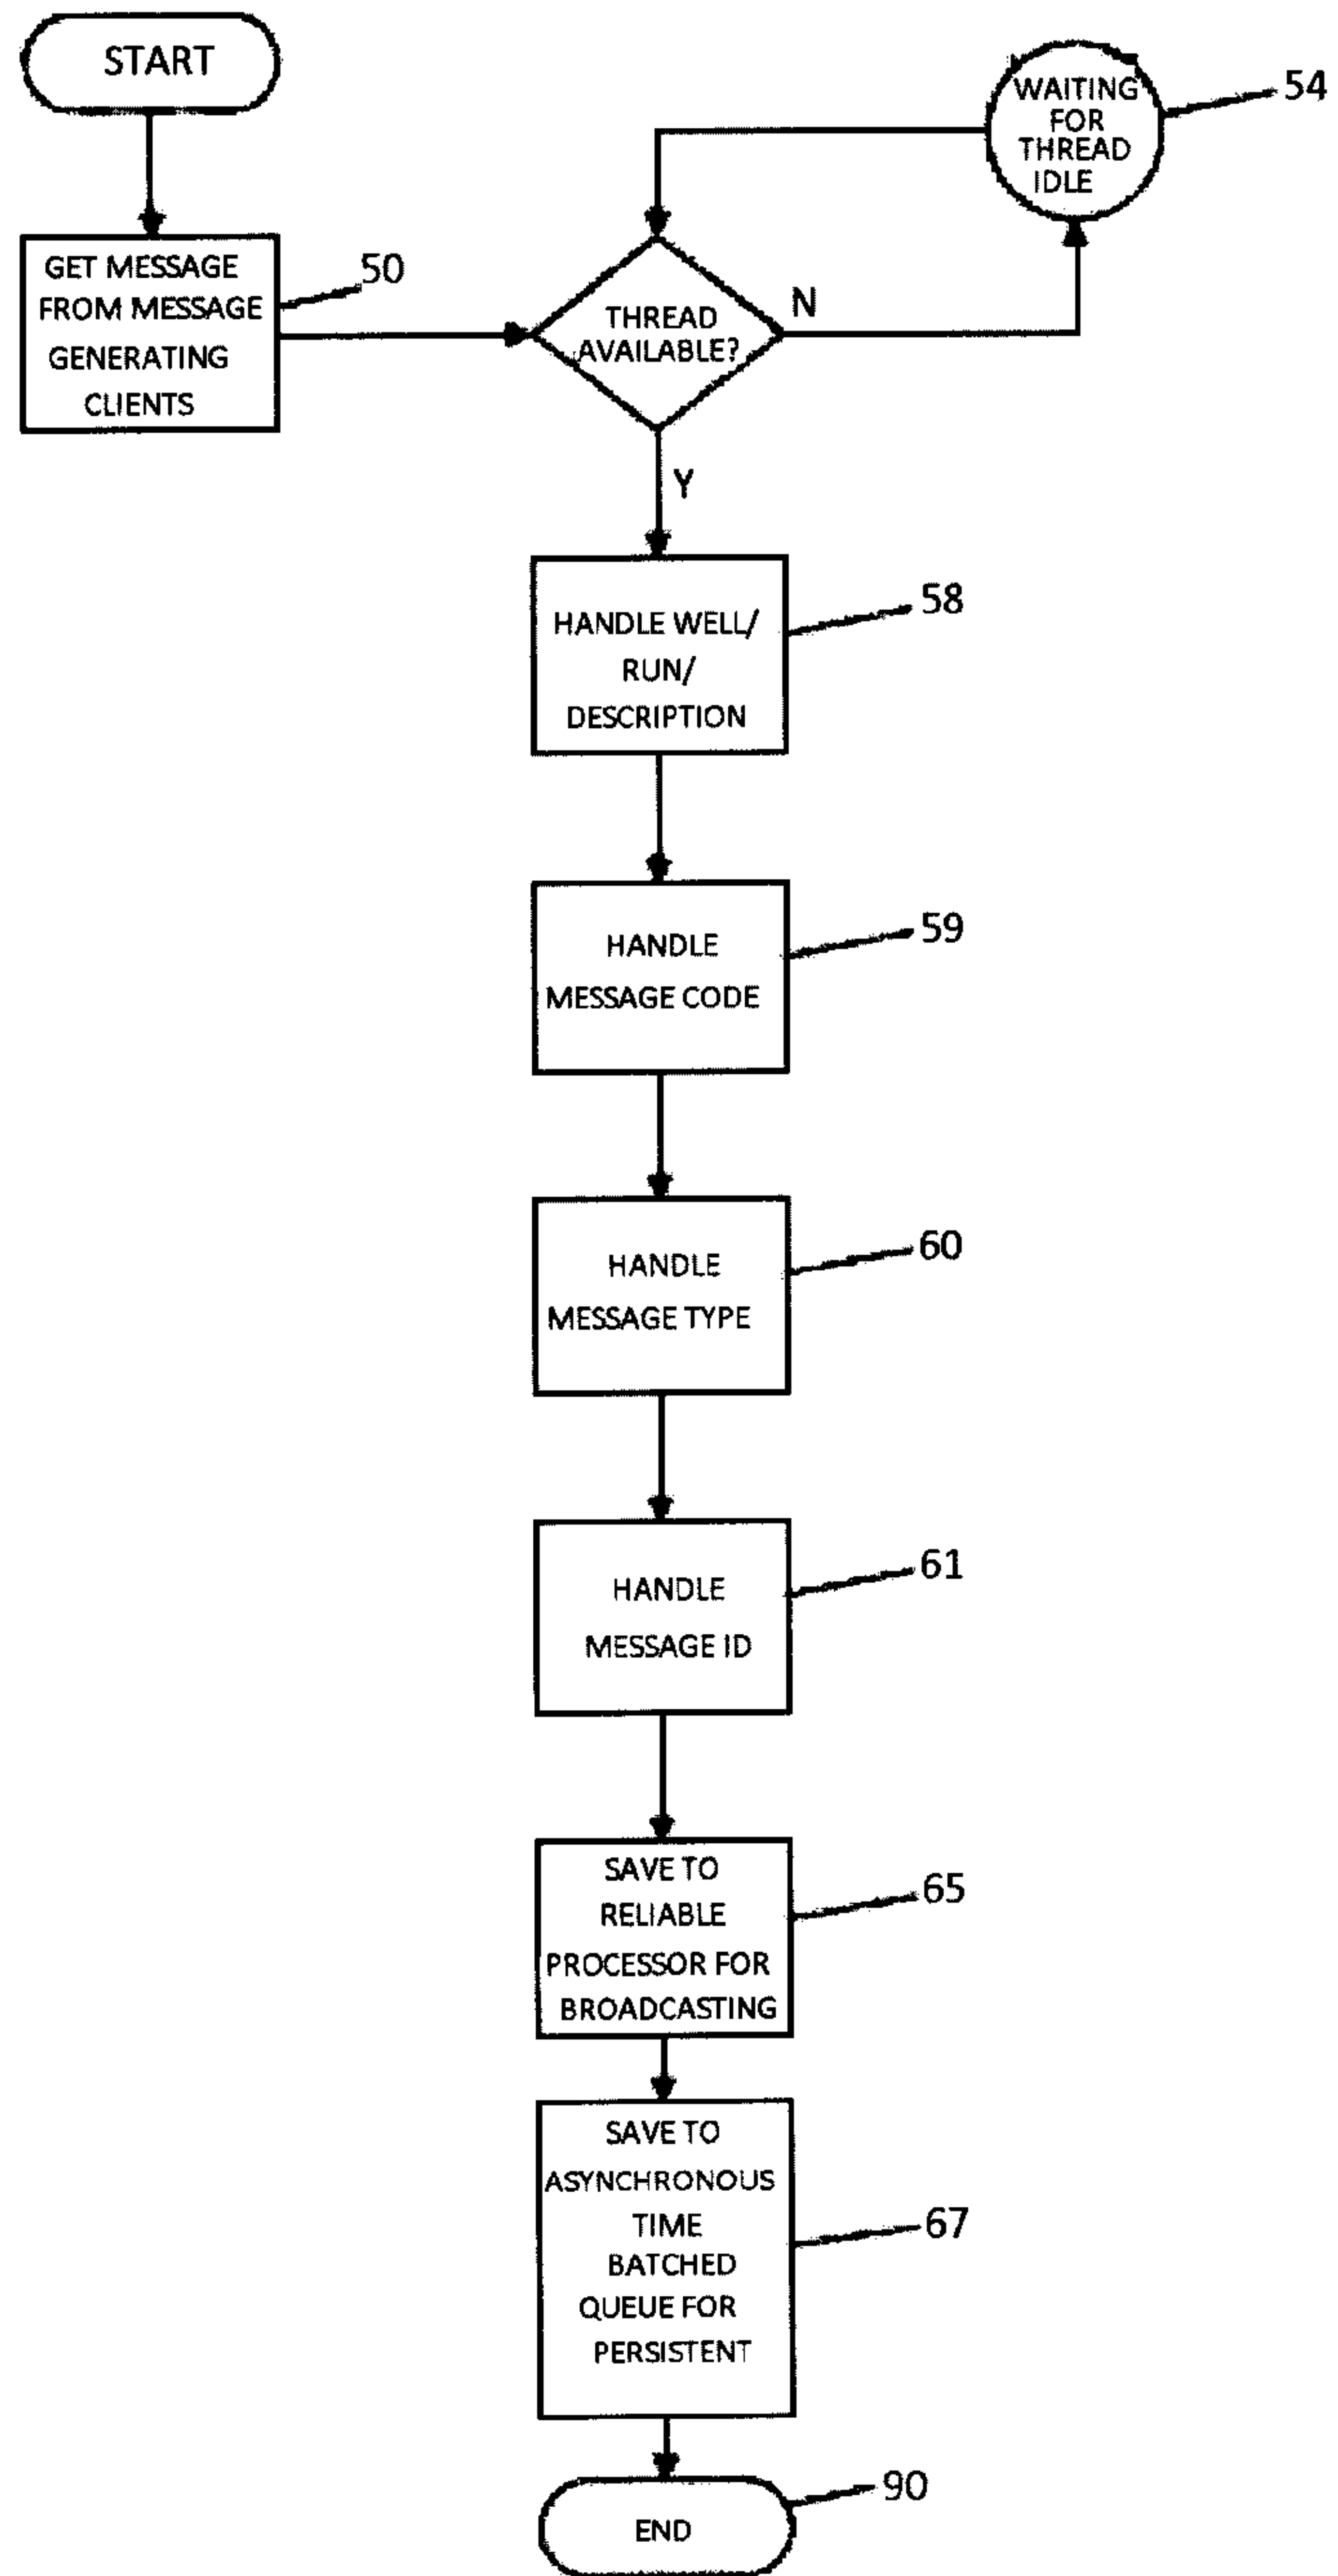 START
WAITING
FOR
THREAD
IDLE
54
GET MESSAGE
FROM MESSAGE
GENERATING
CLIENTS
50
THREAD
AVAILABLE?
N
Y
HANDLE WELL/
RUN/
DESCRIPTION
58
HANDLE
MESSAGE CODE
59
HANDLE
MESSAGE TYPE
60
HANDLE
MESSAGE ID
61
SAVE TO
RELIABLE
PROCESSOR FOR
BROADCASTING
65
SAVE TO
ASYNCHRONOUS
TIME
BATCHED
QUEUE FOR
PERSISTENT
67
END
90